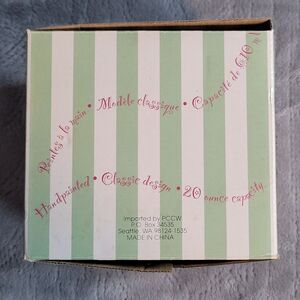 Peintes à la main • Modèle classique • Capacité de 610 ml
Handpainted • Classic design • 20 ounce capacity
Imported by PCCW
P.O. Box 34535
Seattle, WA 98124-1535
MADE IN CHINA